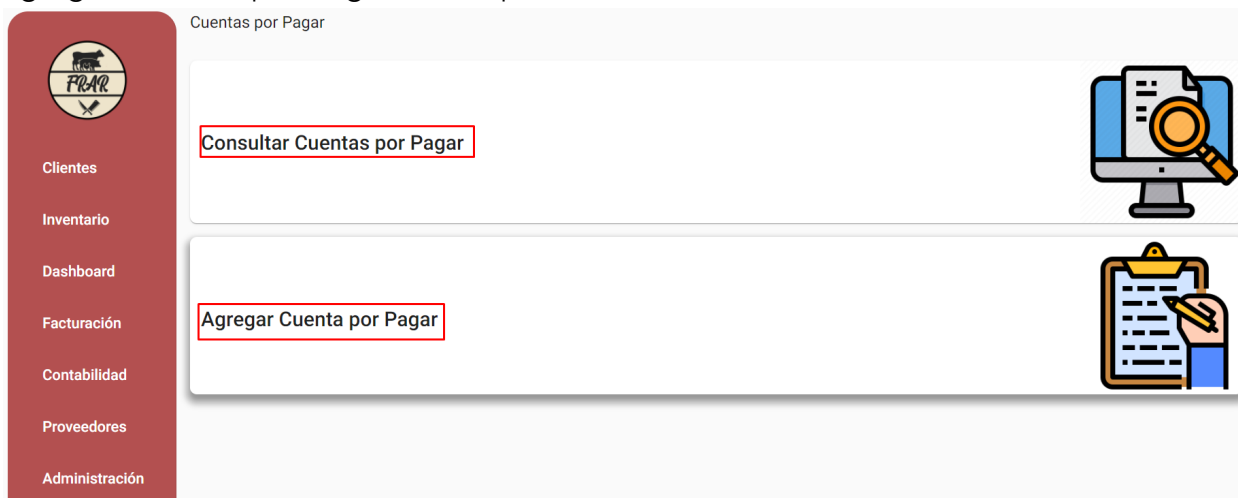 Cuentas por Pagar
FRAR
Consultar Cuentas por Pagar
Clientes
Inventario
Dashboard
Agregar Cuenta por Pagar
Facturación
Contabilidad
Proveedores
Administración